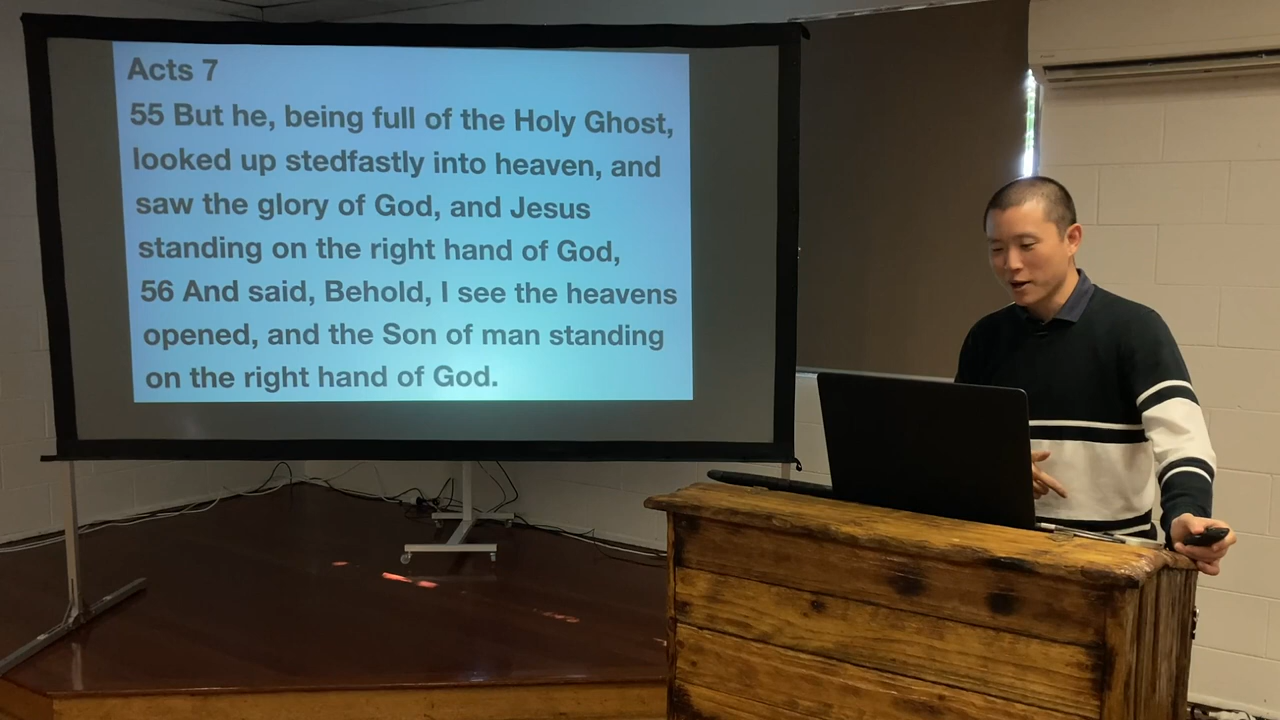 Acts 7
55 But he, being full of the Holy Ghost,
looked up stedfastly into heaven, and
saw the glory of God, and Jesus
standing on the right hand of God,
56 And said, Behold, I see the heavens
opened, and the Son of man standing
on the right hand of God.